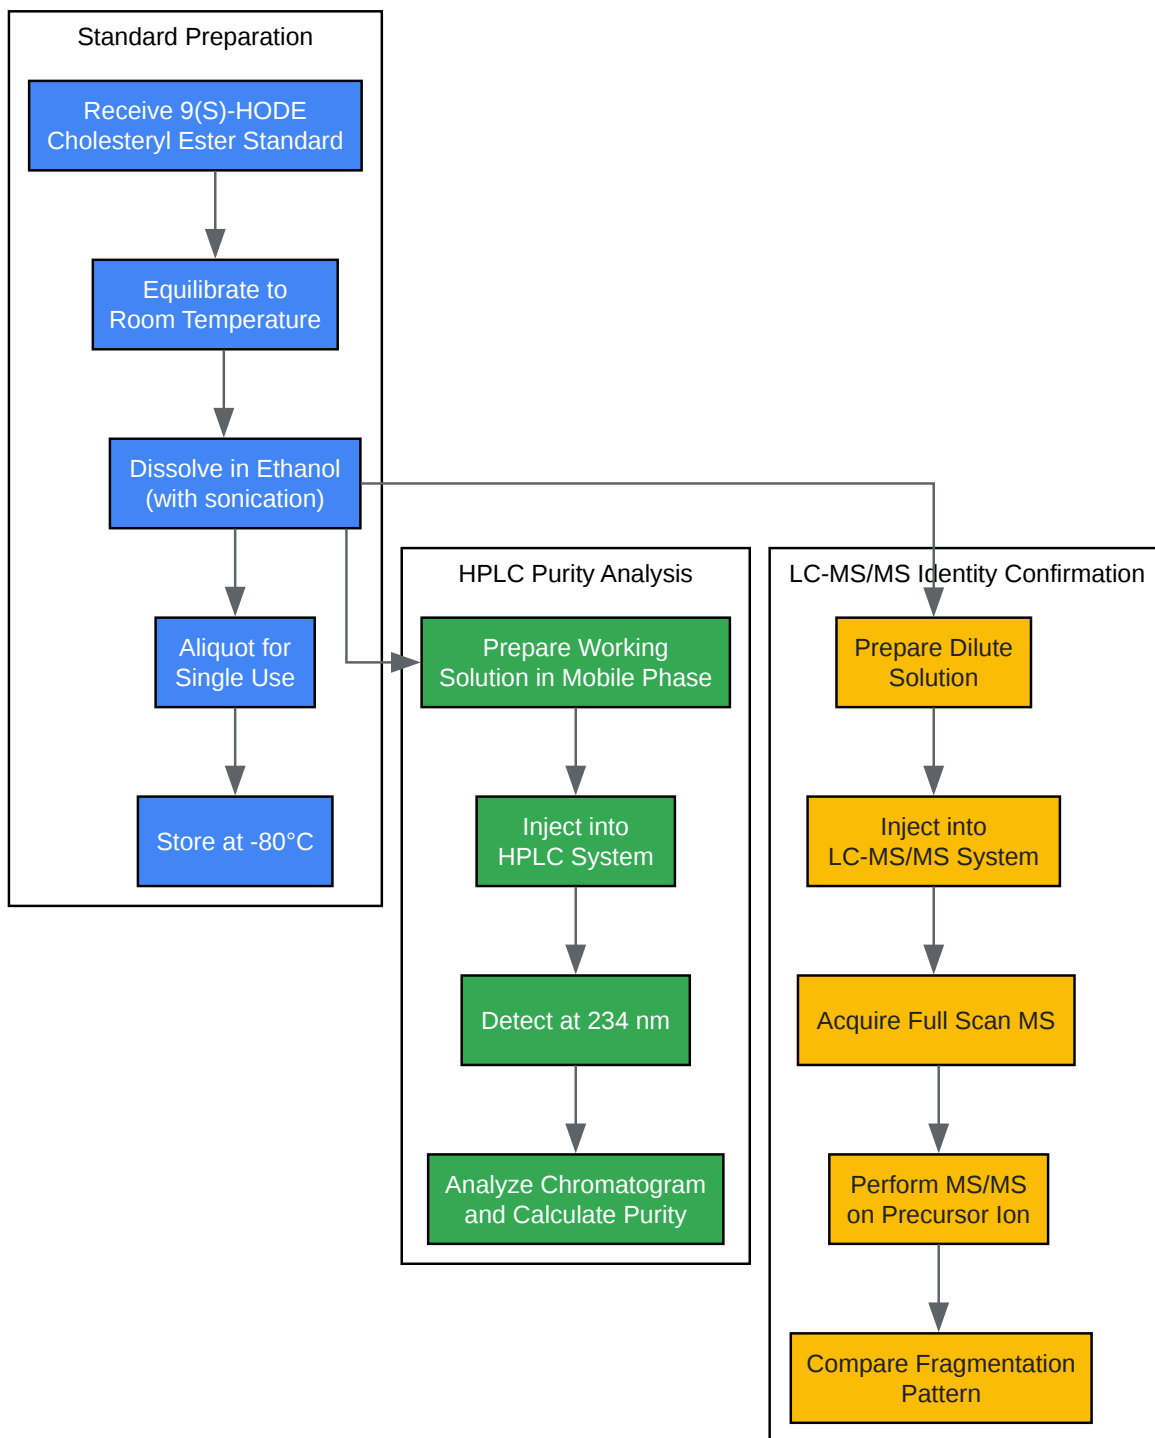 Standard Preparation
Receive 9(S)-HODE
Cholesteryl Ester Standard
Equilibrate to
Room Temperature
Dissolve in Ethanol
(with sonication)
Aliquot for
Single Use
Store at -80°C
HPLC Purity Analysis
Prepare Working
Solution in Mobile Phase
Inject into
HPLC System
Detect at 234 nm
Analyze Chromatogram
and Calculate Purity
LC-MS/MS Identity Confirmation
Prepare Dilute
Solution
Inject into
LC-MS/MS System
Acquire Full Scan MS
Perform MS/MS
on Precursor Ion
Compare Fragmentation
Pattern